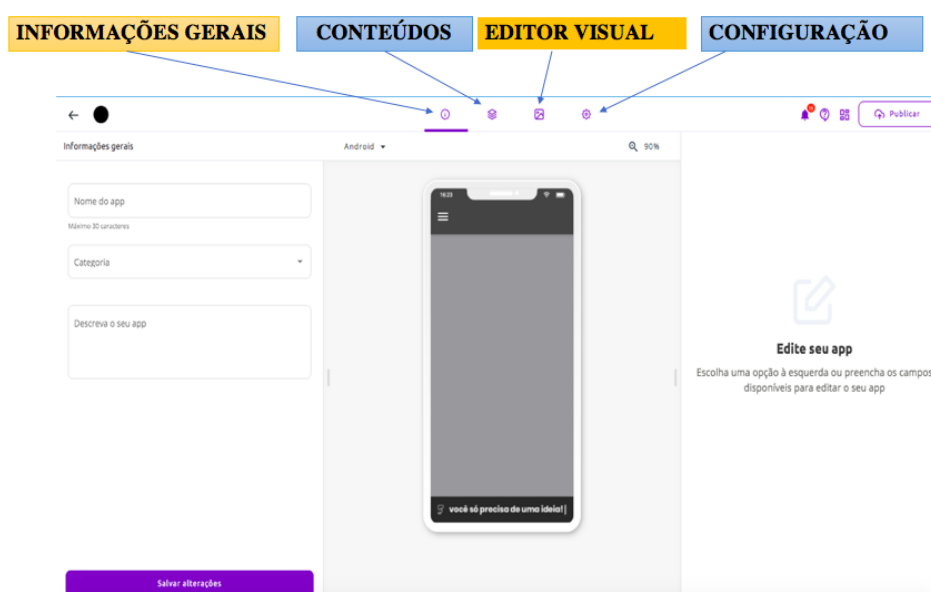 INFORMAÇÕES GERAIS
CONTEÚDOS
EDITOR VISUAL
CONFIGURAÇÃO
Publicar
Informações gerais
Android
90%
Nome do app
Máximo 30 caracteres
Categoria
Descreva o seu app
16:23
você só precisa de uma ideia!|
Edite seu app
Escolha uma opção à esquerda ou preencha os campos
disponíveis para editar o seu app
Salvar alterações